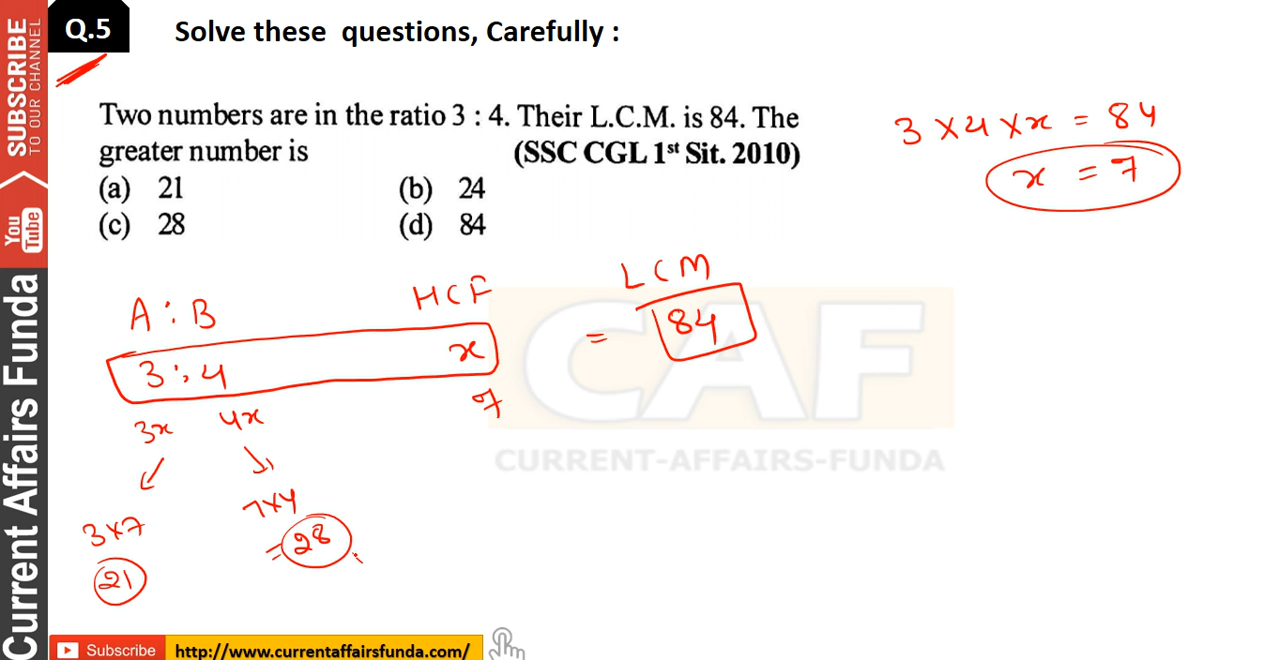 SUBSCRIBE
TO OUR CHANNEL
You
Tube
Current Affairs Funda
Q.5
Solve these questions, Carefully :
Two numbers are in the ratio 3 : 4. Their L.C.M. is 84. The
greater number is (SSC CGL 1st Sit. 2010)
(a) 21 (b) 24
(c) 28 (d) 84
3 × 4 × x = 84
x = 7
A : B HCF LCM
3 : 4 x = 84
3x 4x 7
3×7 7×4
21 = 28
CAF
CURRENT-AFFAIRS-FUNDA
Subscribe http://www.currentaffairsfunda.com/